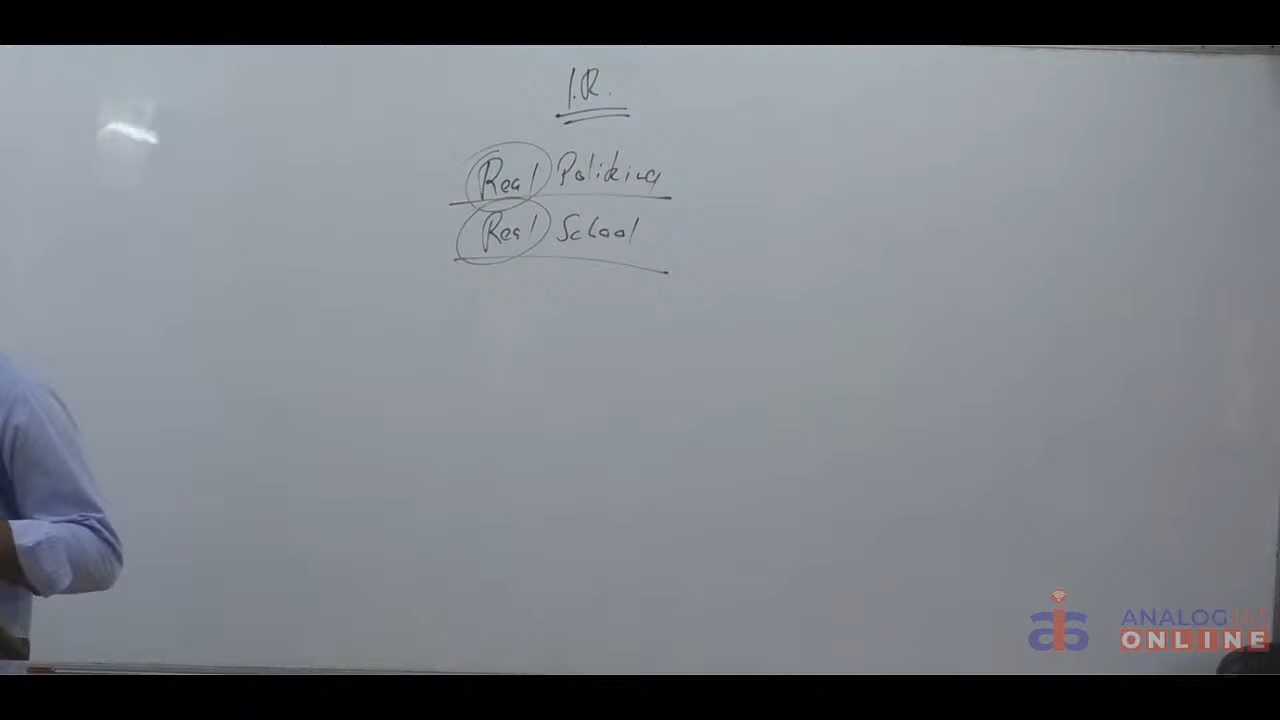 I.R.
Real Politics
Real School
ANALOG IAS
ONLINE